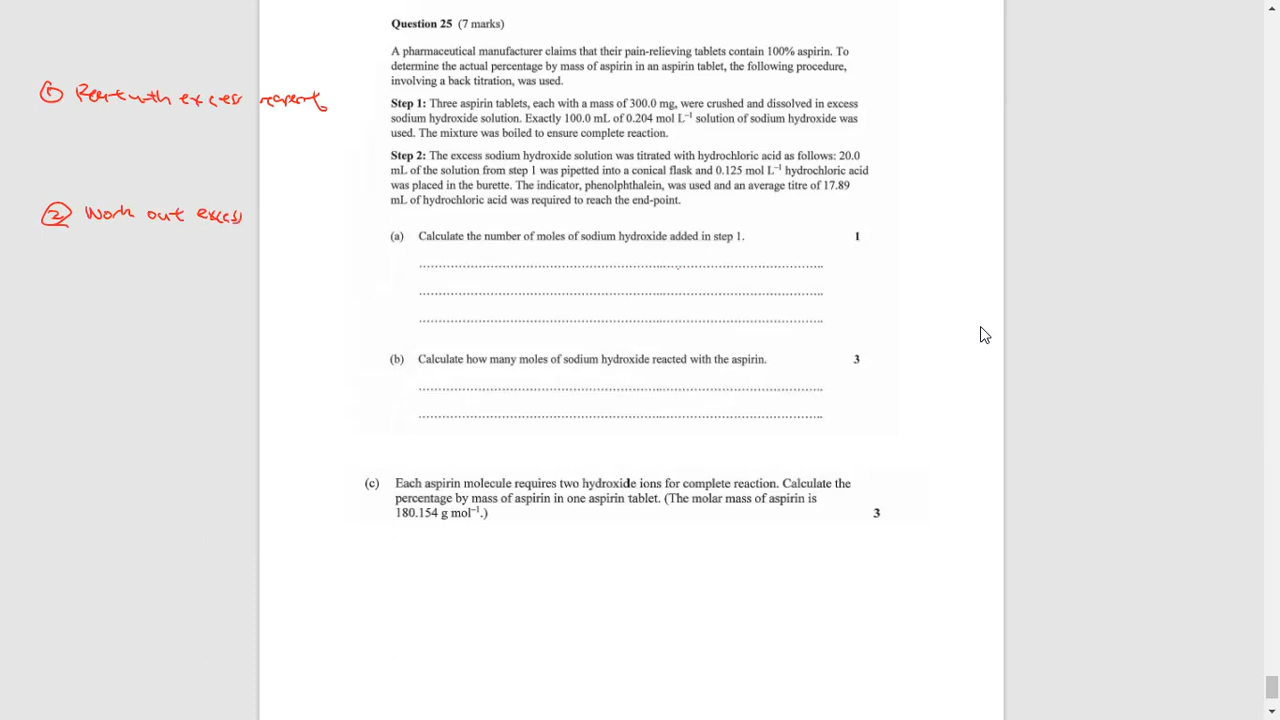 Question 25 (7 marks)
A pharmaceutical manufacturer claims that their pain-relieving tablets contain 100% aspirin. To
determine the actual percentage by mass of aspirin in an aspirin tablet, the following procedure,
involving a back titration, was used.
① React with excess reagent
Step 1: Three aspirin tablets, each with a mass of 300.0 mg, were crushed and dissolved in excess
sodium hydroxide solution. Exactly 100.0 mL of 0.204 mol L⁻¹ solution of sodium hydroxide was
used. The mixture was boiled to ensure complete reaction.
Step 2: The excess sodium hydroxide solution was titrated with hydrochloric acid as follows: 20.0
mL of the solution from step 1 was pipetted into a conical flask and 0.125 mol L⁻¹ hydrochloric acid
was placed in the burette. The indicator, phenolphthalein, was used and an average titre of 17.89
mL of hydrochloric acid was required to reach the end-point.
② Work out excess
(a) Calculate the number of moles of sodium hydroxide added in step 1. 1
(b) Calculate how many moles of sodium hydroxide reacted with the aspirin. 3
(c) Each aspirin molecule requires two hydroxide ions for complete reaction. Calculate the
percentage by mass of aspirin in one aspirin tablet. (The molar mass of aspirin is
180.154 g mol⁻¹.) 3